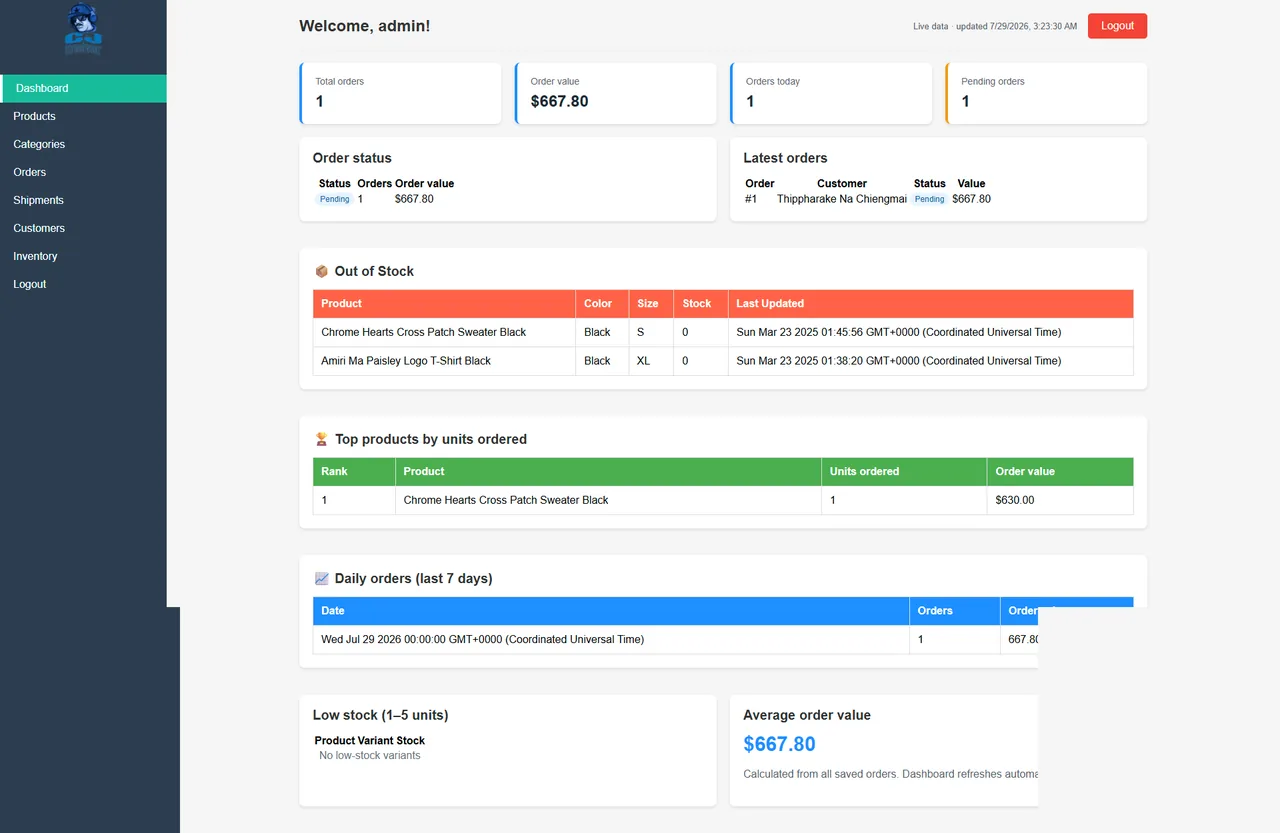 Welcome, admin!
Live data · updated 7/29/2026, 3:23:30 AM
Logout
Dashboard
Products
Categories
Orders
Shipments
Customers
Inventory
Logout
Total orders
1
Order value
$667.80
Orders today
1
Pending orders
1
Order status
Status Orders Order value
Pending 1 $667.80
Latest orders
Order Customer Status Value
#1 Thippharake Na Chiengmai Pending $667.80
Out of Stock
Product Color Size Stock Last Updated
Chrome Hearts Cross Patch Sweater Black Black S 0 Sun Mar 23 2025 01:45:56 GMT+0000 (Coordinated Universal Time)
Amiri Ma Paisley Logo T-Shirt Black Black XL 0 Sun Mar 23 2025 01:38:20 GMT+0000 (Coordinated Universal Time)
Top products by units ordered
Rank Product Units ordered Order value
1 Chrome Hearts Cross Patch Sweater Black 1 $630.00
Daily orders (last 7 days)
Date Orders Order
Wed Jul 29 2026 00:00:00 GMT+0000 (Coordinated Universal Time) 1 667.80
Low stock (1–5 units)
Product Variant Stock
No low-stock variants
Average order value
$667.80
Calculated from all saved orders. Dashboard refreshes automa